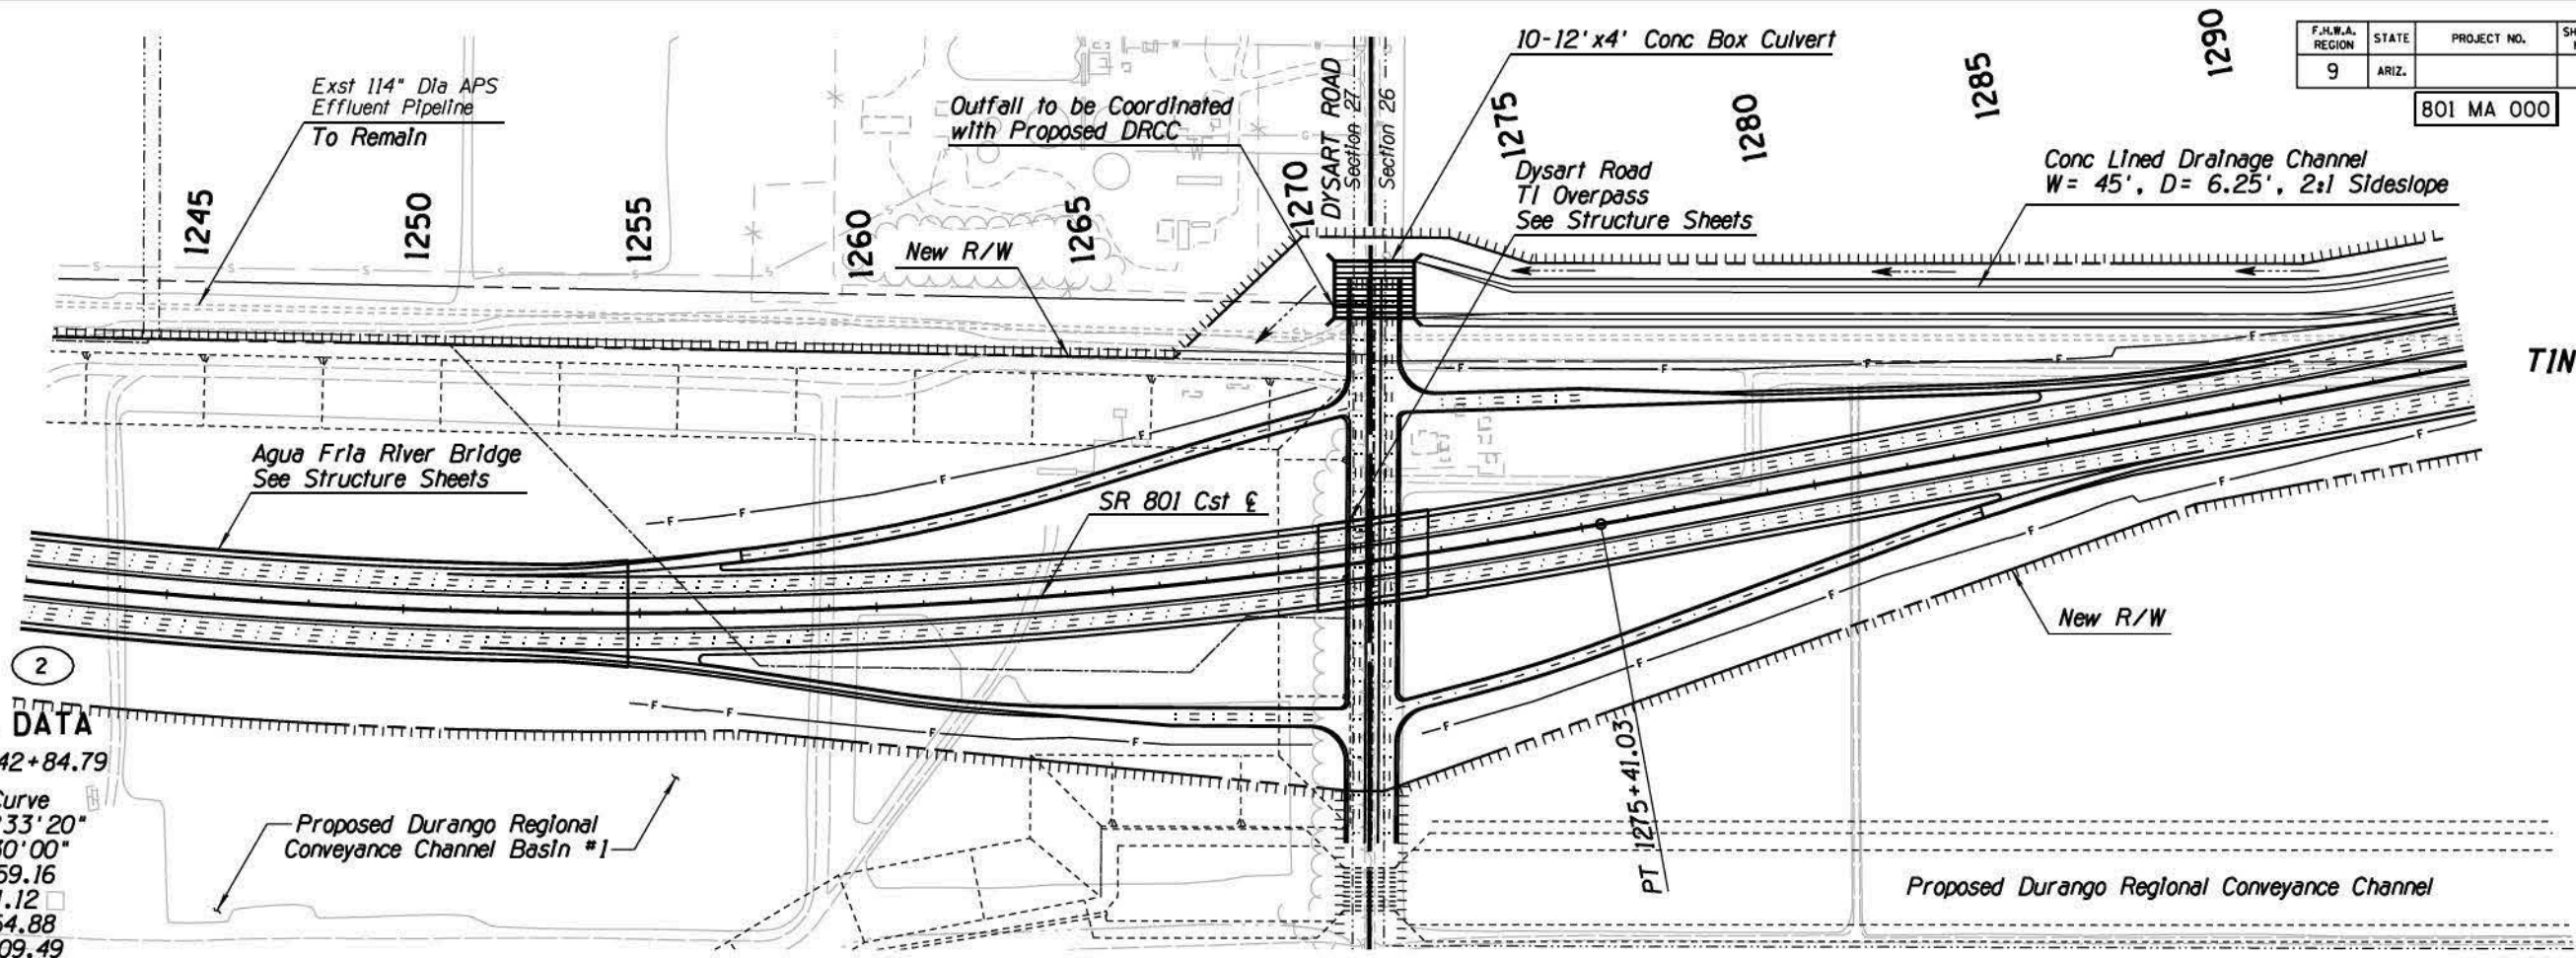 F.H.W.A.
REGION
STATE
PROJECT NO.
9
ARIZ.
801 MA 000
Exst 114" Dia APS
Effluent Pipeline
To Remain
Outfall to be Coordinated
with Proposed DRCC
10-12'x4' Conc Box Culvert
DYSART ROAD
Section 27
Section 26
Dysart Road
TI Overpass
See Structure Sheets
Conc Lined Drainage Channel
W= 45', D= 6.25', 2:1 Sideslope
1245
1250
1255
1260
1265
1270
1275
1280
1285
1290
New R/W
TIN
Agua Fria River Bridge
See Structure Sheets
SR 801 Cst ℄
New R/W
2
DATA
42+84.79
Curve
°33'20"
30'00"
59.16
1.12
54.88
09.49
Proposed Durango Regional
Conveyance Channel Basin #1
PT 1275+41.03
Proposed Durango Regional Conveyance Channel